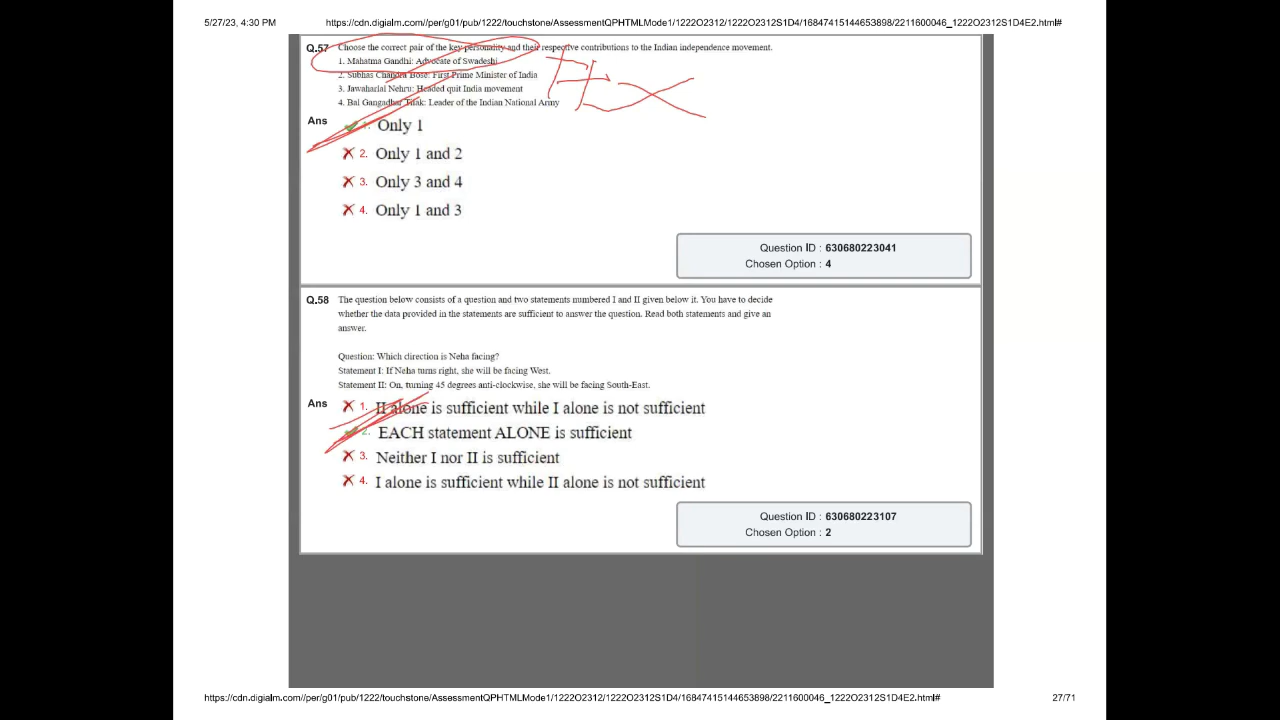 5/27/23, 4:30 PM https://cdn.digialm.com//per/g01/pub/1222/touchstone/AssessmentQPHTMLMode1/1222O2312/1222O2312S1D4/16847415144653898/2211600046_1222O2312S1D4E2.html#
Q.57 Choose the correct pair of the key personality and their respective contributions to the Indian independence movement.
1. Mahatma Gandhi: Advocate of Swadeshi
2. Subhas Chandra Bose: First Prime Minister of India
3. Jawaharlal Nehru: Headed quit India movement
4. Bal Gangadhar Tilak: Leader of the Indian National Army
Ans 1. Only 1
2. Only 1 and 2
3. Only 3 and 4
4. Only 1 and 3
Question ID : 630680223041
Chosen Option : 4
Q.58 The question below consists of a question and two statements numbered I and II given below it. You have to decide
whether the data provided in the statements are sufficient to answer the question. Read both statements and give an
answer.
Question: Which direction is Neha facing?
Statement I: If Neha turns right, she will be facing West.
Statement II: On, turning 45 degrees anti-clockwise, she will be facing South-East.
Ans 1. II alone is sufficient while I alone is not sufficient
2. EACH statement ALONE is sufficient
3. Neither I nor II is sufficient
4. I alone is sufficient while II alone is not sufficient
Question ID : 630680223107
Chosen Option : 2
https://cdn.digialm.com//per/g01/pub/1222/touchstone/AssessmentQPHTMLMode1/1222O2312/1222O2312S1D4/16847415144653898/2211600046_1222O2312S1D4E2.html# 27/71